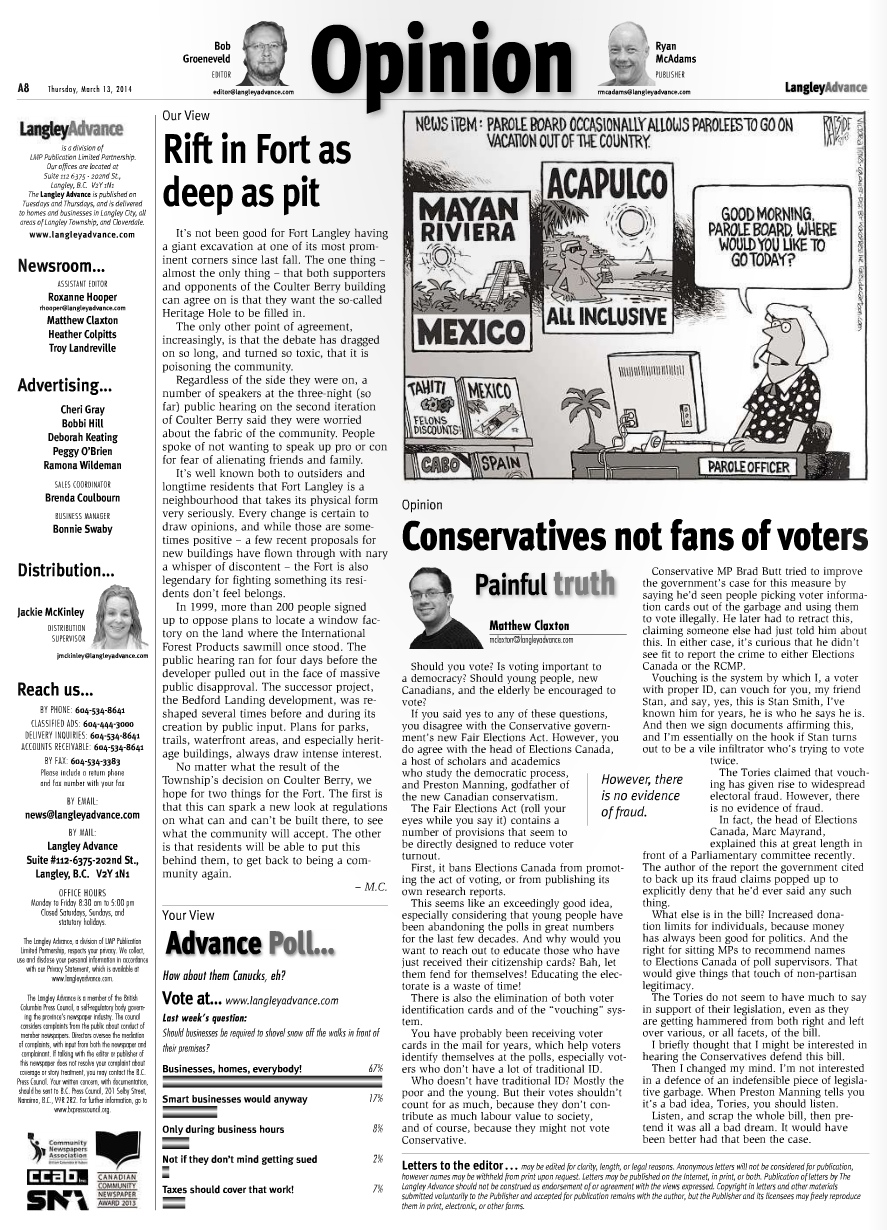 Bob
Groeneveld
EDITOR
editor@langleyadvance.com
Opinion
Ryan
McAdams
PUBLISHER
rmcadams@langleyadvance.com
A8 Thursday, March 13, 2014
LangleyAdvance
LangleyAdvance
is a division of
LMP Publication Limited Partnership.
Our offices are located at
Suite 112 6375 - 202nd St.,
Langley, B.C. V2Y 1N1
The Langley Advance is published on
Tuesdays and Thursdays, and is delivered
to homes and businesses in Langley City, all
areas of Langley Township, and Cloverdale.
www.langleyadvance.com
Newsroom...
ASSISTANT EDITOR
Roxanne Hooper
rhooper@langleyadvance.com
Matthew Claxton
Heather Colpitts
Troy Landreville
Advertising...
Cheri Gray
Bobbi Hill
Deborah Keating
Peggy O'Brien
Ramona Wildeman
SALES COORDINATOR
Brenda Coulbourn
BUSINESS MANAGER
Bonnie Swaby
Distribution...
Jackie McKinley
DISTRIBUTION
SUPERVISOR
jmckinley@langleyadvance.com
Reach us...
BY PHONE: 604-534-8641
CLASSIFIED ADS: 604-444-3000
DELIVERY INQUIRIES: 604-534-8641
ACCOUNTS RECEIVABLE: 604-534-8641
BY FAX: 604-534-3383
Please include a return phone
and fax number with your fax
BY EMAIL:
news@langleyadvance.com
BY MAIL:
Langley Advance
Suite #112-6375-202nd St.,
Langley, B.C. V2Y 1N1
OFFICE HOURS
Monday to Friday 8:30 am to 5:00 pm
Closed Saturdays, Sundays, and
statutory holidays.
The Langley Advance, a division of LMP Publication
Limited Partnership, respects your privacy. We collect,
use and disclose your personal information in accordance
with our Privacy Statement, which is available at
www.langleyadvance.com.
The Langley Advance is a member of the British
Columbia Press Council, a self-regulatory body govern-
ing the province's newspaper industry. The council
considers complaints from the public about conduct of
member newspapers. Directors oversee the mediation
of complaints, with input from both the newspaper and
complainant. If talking with the editor or publisher of
this newspaper does not resolve your complaint about
coverage or story treatment, you may contact the B.C.
Press Council. Your written concern, with documentation,
should be sent to B.C. Press Council, 201 Selby Street,
Nanaimo, B.C., V9R 2R2. For further information, go to
www.bcpresscouncil.org.
Community
Newspapers
Association
ccab
SNA
CANADIAN
COMMUNITY
NEWSPAPER
AWARD 2013
Our View
Rift in Fort as
deep as pit
It's not been good for Fort Langley having
a giant excavation at one of its most prom-
inent corners since last fall. The one thing –
almost the only thing – that both supporters
and opponents of the Coulter Berry building
can agree on is that they want the so-called
Heritage Hole to be filled in.
The only other point of agreement,
increasingly, is that the debate has dragged
on so long, and turned so toxic, that it is
poisoning the community.
Regardless of the side they were on, a
number of speakers at the three-night (so
far) public hearing on the second iteration
of Coulter Berry said they were worried
about the fabric of the community. People
spoke of not wanting to speak up pro or con
for fear of alienating friends and family.
It's well known both to outsiders and
longtime residents that Fort Langley is a
neighbourhood that takes its physical form
very seriously. Every change is certain to
draw opinions, and while those are some-
times positive – a few recent proposals for
new buildings have flown through with nary
a whisper of discontent – the Fort is also
legendary for fighting something its resi-
dents don't feel belongs.
In 1999, more than 200 people signed
up to oppose plans to locate a window fac-
tory on the land where the International
Forest Products sawmill once stood. The
public hearing ran for four days before the
developer pulled out in the face of massive
public disapproval. The successor project,
the Bedford Landing development, was re-
shaped several times before and during its
creation by public input. Plans for parks,
trails, waterfront areas, and especially herit-
age buildings, always draw intense interest.
No matter what the result of the
Township's decision on Coulter Berry, we
hope for two things for the Fort. The first is
that this can spark a new look at regulations
on what can and can't be built there, to see
what the community will accept. The other
is that residents will be able to put this
behind them, to get back to being a com-
munity again.
– M.C.
Your View
Advance Poll...
How about them Canucks, eh?
Vote at... www.langleyadvance.com
Last week's question:
Should businesses be required to shovel snow off the walks in front of
their premises?
Businesses, homes, everybody! 67%
Smart businesses would anyway 17%
Only during business hours 8%
Not if they don't mind getting sued 2%
Taxes should cover that work! 7%
NEWS ITEM: PAROLE BOARD OCCASIONALLY ALLOWS PAROLEES TO GO ON
VACATION OUT OF THE COUNTRY.
RAESIDE
MAYAN
RIVIERA
MEXICO
ACAPULCO
ALL INCLUSIVE
GOOD MORNING,
PAROLE BOARD, WHERE
WOULD YOU LIKE TO
GO TODAY?
TAHITI
FELONS
DISCOUNTS!
MEXICO
CABO
SPAIN
PAROLE OFFICER
Opinion
Conservatives not fans of voters
Painful truth
Matthew Claxton
mclaxton@langleyadvance.com
Should you vote? Is voting important to
a democracy? Should young people, new
Canadians, and the elderly be encouraged to
vote?
If you said yes to any of these questions,
you disagree with the Conservative govern-
ment's new Fair Elections Act. However, you
do agree with the head of Elections Canada,
a host of scholars and academics
who study the democratic process,
and Preston Manning, godfather of
the new Canadian conservatism.
The Fair Elections Act (roll your
eyes while you say it) contains a
number of provisions that seem to
be directly designed to reduce voter
turnout.
First, it bans Elections Canada from promot-
ing the act of voting, or from publishing its
own research reports.
This seems like an exceedingly good idea,
especially considering that young people have
been abandoning the polls in great numbers
for the last few decades. And why would you
want to reach out to educate those who have
just received their citizenship cards? Bah, let
them fend for themselves! Educating the elec-
torate is a waste of time!
There is also the elimination of both voter
identification cards and of the "vouching" sys-
tem.
You have probably been receiving voter
cards in the mail for years, which help voters
identify themselves at the polls, especially vot-
ers who don't have a lot of traditional ID.
Who doesn't have traditional ID? Mostly the
poor and the young. But their votes shouldn't
count for as much, because they don't con-
tribute as much labour value to society,
and of course, because they might not vote
Conservative.
However, there
is no evidence
of fraud.
Conservative MP Brad Butt tried to improve
the government's case for this measure by
saying he'd seen people picking voter informa-
tion cards out of the garbage and using them
to vote illegally. He later had to retract this,
claiming someone else had just told him about
this. In either case, it's curious that he didn't
see fit to report the crime to either Elections
Canada or the RCMP.
Vouching is the system by which I, a voter
with proper ID, can vouch for you, my friend
Stan, and say, yes, this is Stan Smith, I've
known him for years, he is who he says he is.
And then we sign documents affirming this,
and I'm essentially on the hook if Stan turns
out to be a vile infiltrator who's trying to vote
twice.
The Tories claimed that vouch-
ing has given rise to widespread
electoral fraud. However, there
is no evidence of fraud.
In fact, the head of Elections
Canada, Marc Mayrand,
explained this at great length in
front of a Parliamentary committee recently.
The author of the report the government cited
to back up its fraud claims popped up to
explicitly deny that he'd ever said any such
thing.
What else is in the bill? Increased dona-
tion limits for individuals, because money
has always been good for politics. And the
right for sitting MPs to recommend names
to Elections Canada of poll supervisors. That
would give things that touch of non-partisan
legitimacy.
The Tories do not seem to have much to say
in support of their legislation, even as they
are getting hammered from both right and left
over various, or all facets, of the bill.
I briefly thought that I might be interested in
hearing the Conservatives defend this bill.
Then I changed my mind. I'm not interested
in a defence of an indefensible piece of legisla-
tive garbage. When Preston Manning tells you
it's a bad idea, Tories, you should listen.
Listen, and scrap the whole bill, then pre-
tend it was all a bad dream. It would have
been better had that been the case.
Letters to the editor... may be edited for clarity, length, or legal reasons. Anonymous letters will not be considered for publication,
however names may be withheld from print upon request. Letters may be published on the Internet, in print, or both. Publication of letters by The
Langley Advance should not be construed as endorsement of or agreement with the views expressed. Copyright in letters and other materials
submitted voluntarily to the Publisher and accepted for publication remains with the author, but the Publisher and its licensees may freely reproduce
them in print, electronic, or other forms.